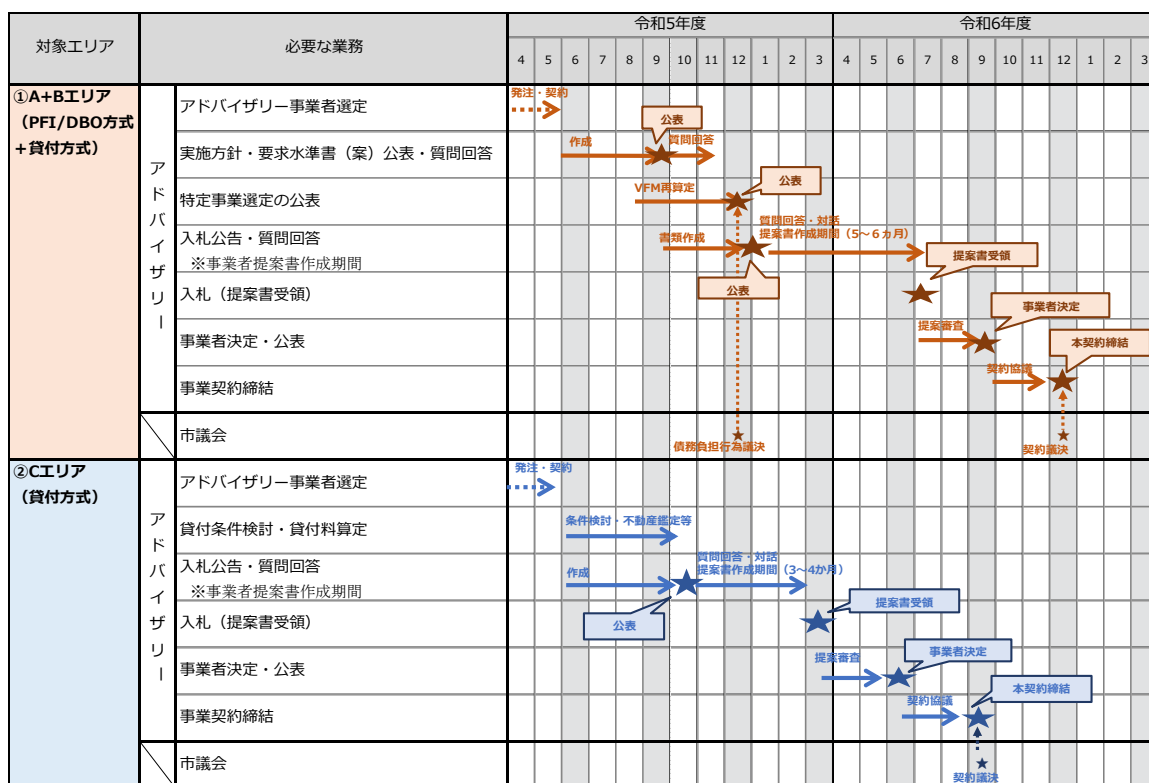 対象エリア
必要な業務
令和5年度
令和6年度
4 5 6 7 8 9 10 11 12 1 2 3 4 5 6 7 8 9 10 11 12 1 2 3
①A+Bエリア
（PFI/DBO方式
＋貸付方式）
アドバイザリー
アドバイザリー事業者選定
発注・契約
公表
実施方針・要求水準書（案）公表・質問回答
作成
質問回答
特定事業選定の公表
VFM再算定
公表
入札公告・質問回答
※事業者提案書作成期間
書類作成
質問回答・対話
提案書作成期間（5～6ヵ月）
提案書受領
入札（提案書受領）
公表
事業者決定
事業者決定・公表
提案審査
本契約締結
事業契約締結
契約協議
市議会
債務負担行為議決
契約議決
②Cエリア
（貸付方式）
アドバイザリー
アドバイザリー事業者選定
発注・契約
貸付条件検討・貸付料算定
条件検討・不動産鑑定等
入札公告・質問回答
※事業者提案書作成期間
作成
質問回答・対話
提案書作成期間（3～4か月）
提案書受領
入札（提案書受領）
公表
事業者決定
事業者決定・公表
提案審査
本契約締結
事業契約締結
契約協議
市議会
契約議決